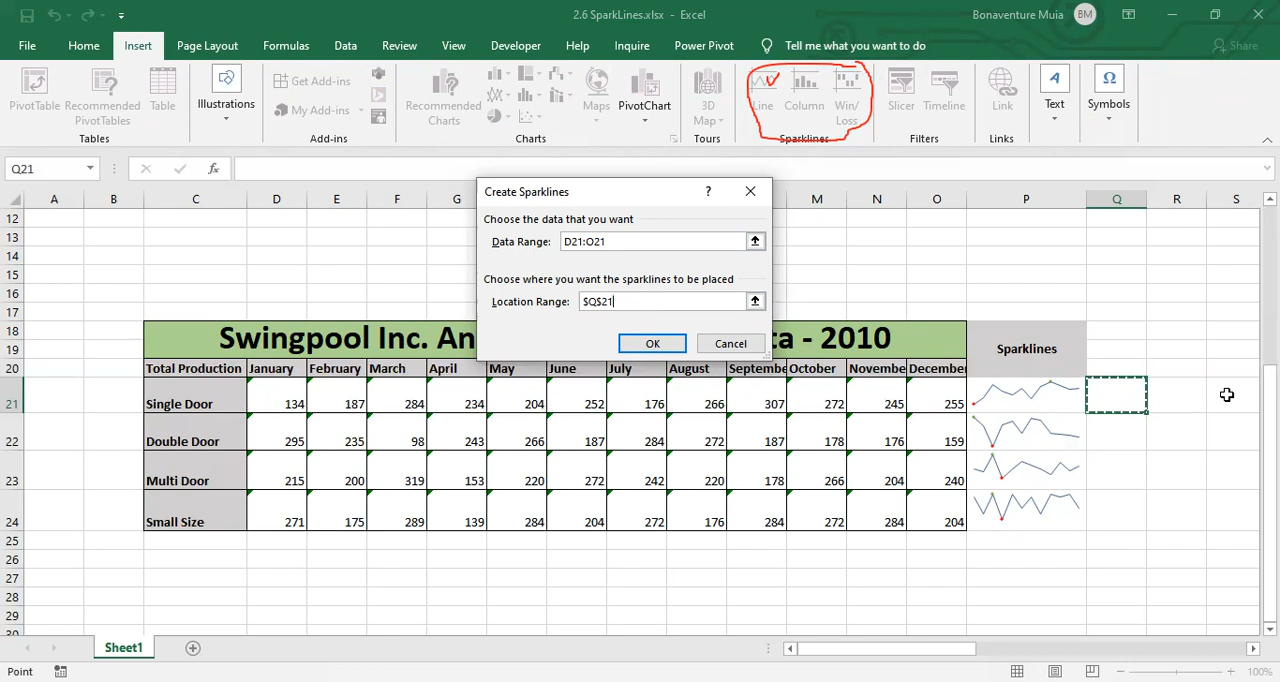 2.6 SparkLines.xlsx - Excel
Bonaventure Muia BM
File Home Insert Page Layout Formulas Data Review View Developer Help Inquire Power Pivot Tell me what you want to do Share
PivotTable Recommended PivotTables Table
Illustrations
Get Add-ins
My Add-ins
Recommended Charts
Maps PivotChart
3D Map
Line Column Win/Loss
Slicer Timeline
Link
Text
Symbols
Tables Add-ins Charts Tours Sparklines Filters Links
Q21 fx
A B C D E F G M N O P Q R S
Create Sparklines ? 
Choose the data that you want
Data Range: D21:O21
Choose where you want the sparklines to be placed
Location Range: $Q$21
OK Cancel
12
13
14
15
16
17
18 Swingpool Inc. An ta - 2010
19 Sparklines
20 Total Production January February March April May June July August Septembe October Novembe December
21 Single Door 134 187 284 234 204 252 176 266 307 272 245 255
22 Double Door 295 235 98 243 266 187 284 272 187 178 176 159
23 Multi Door 215 200 319 153 220 272 242 220 178 266 204 240
24 Small Size 271 175 289 139 284 204 272 176 284 272 284 204
25
26
27
28
29
30
Sheet1
Point 100%